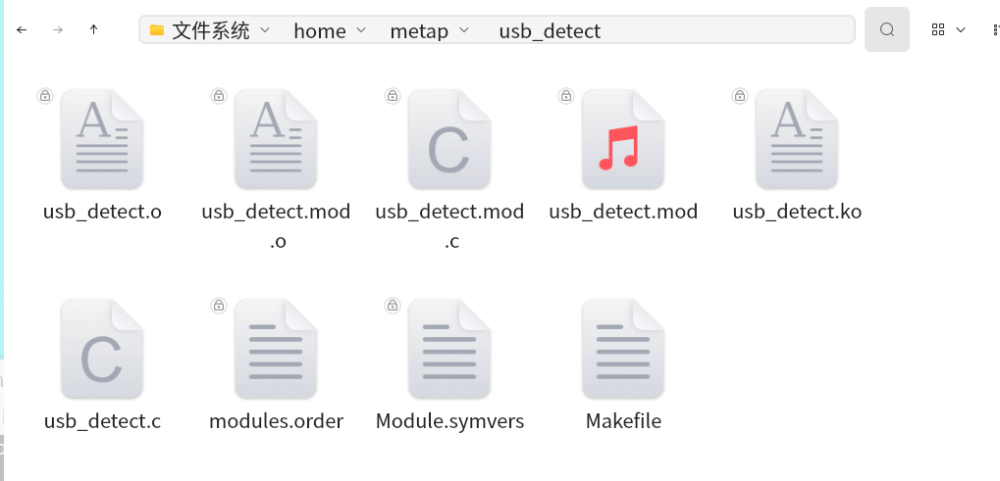 文件系统 home metap usb_detect
usb_detect.o usb_detect.mod usb_detect.mod usb_detect.mod usb_detect.ko
.o .c
usb_detect.c modules.order Module.symvers Makefile